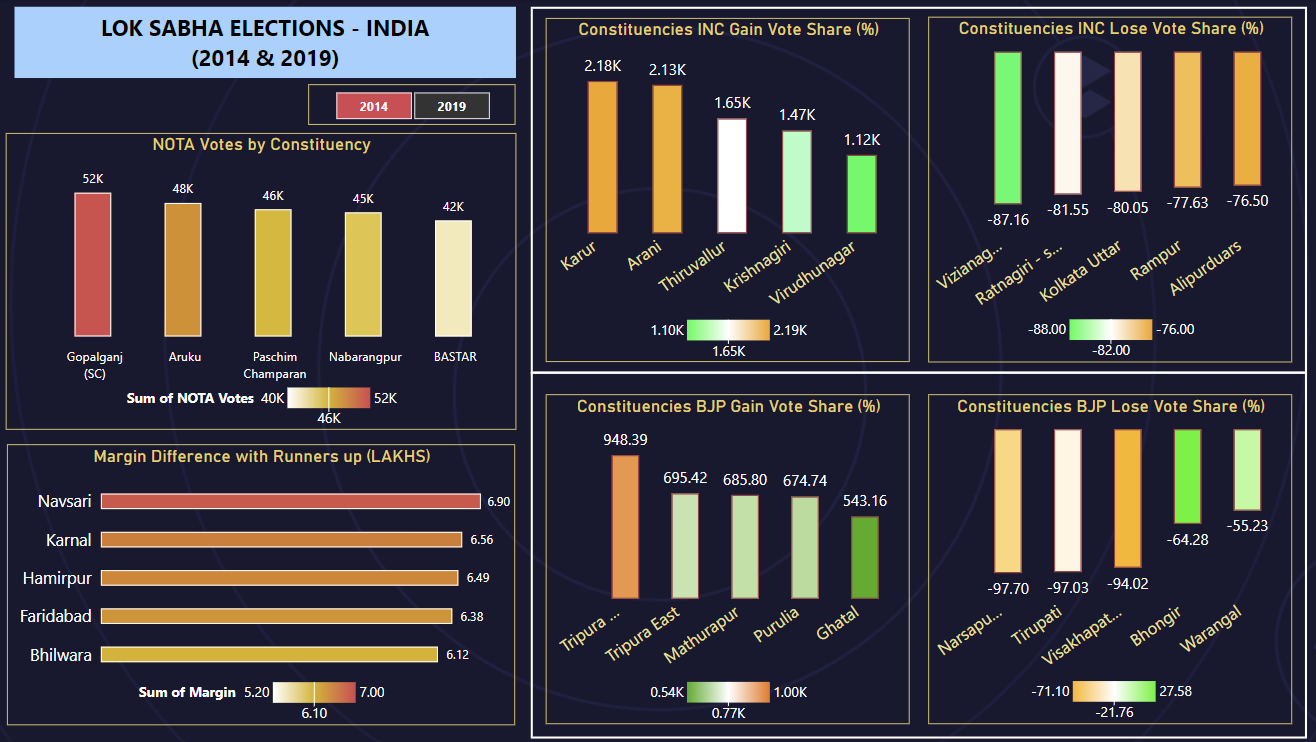 LOK SABHA ELECTIONS - INDIA
(2014 & 2019)
2014 2019
NOTA Votes by Constituency
52K 48K 46K 45K 42K
Gopalganj (SC) Aruku Paschim Champaran Nabarangpur BASTAR
Sum of NOTA Votes 40K 52K
46K
Margin Difference with Runners up (LAKHS)
Navsari 6.90
Karnal 6.56
Hamirpur 6.49
Faridabad 6.38
Bhilwara 6.12
Sum of Margin 5.20 7.00
6.10
Constituencies INC Gain Vote Share (%)
2.18K 2.13K 1.65K 1.47K 1.12K
Karur Arani Thiruvallur Krishnagiri Virudhunagar
1.10K 2.19K
1.65K
Constituencies INC Lose Vote Share (%)
-87.16 -81.55 -80.05 -77.63 -76.50
Vizianag... Ratnagiri - s... Kolkata Uttar Rampur Alipurduars
-88.00 -76.00
-82.00
Constituencies BJP Gain Vote Share (%)
948.39 695.42 685.80 674.74 543.16
Tripura ... Tripura East Mathurapur Purulia Ghatal
0.54K 1.00K
0.77K
Constituencies BJP Lose Vote Share (%)
-97.70 -97.03 -94.02 -64.28 -55.23
Narsapu... Tirupati Visakhapat... Bhongir Warangal
-71.10 27.58
-21.76